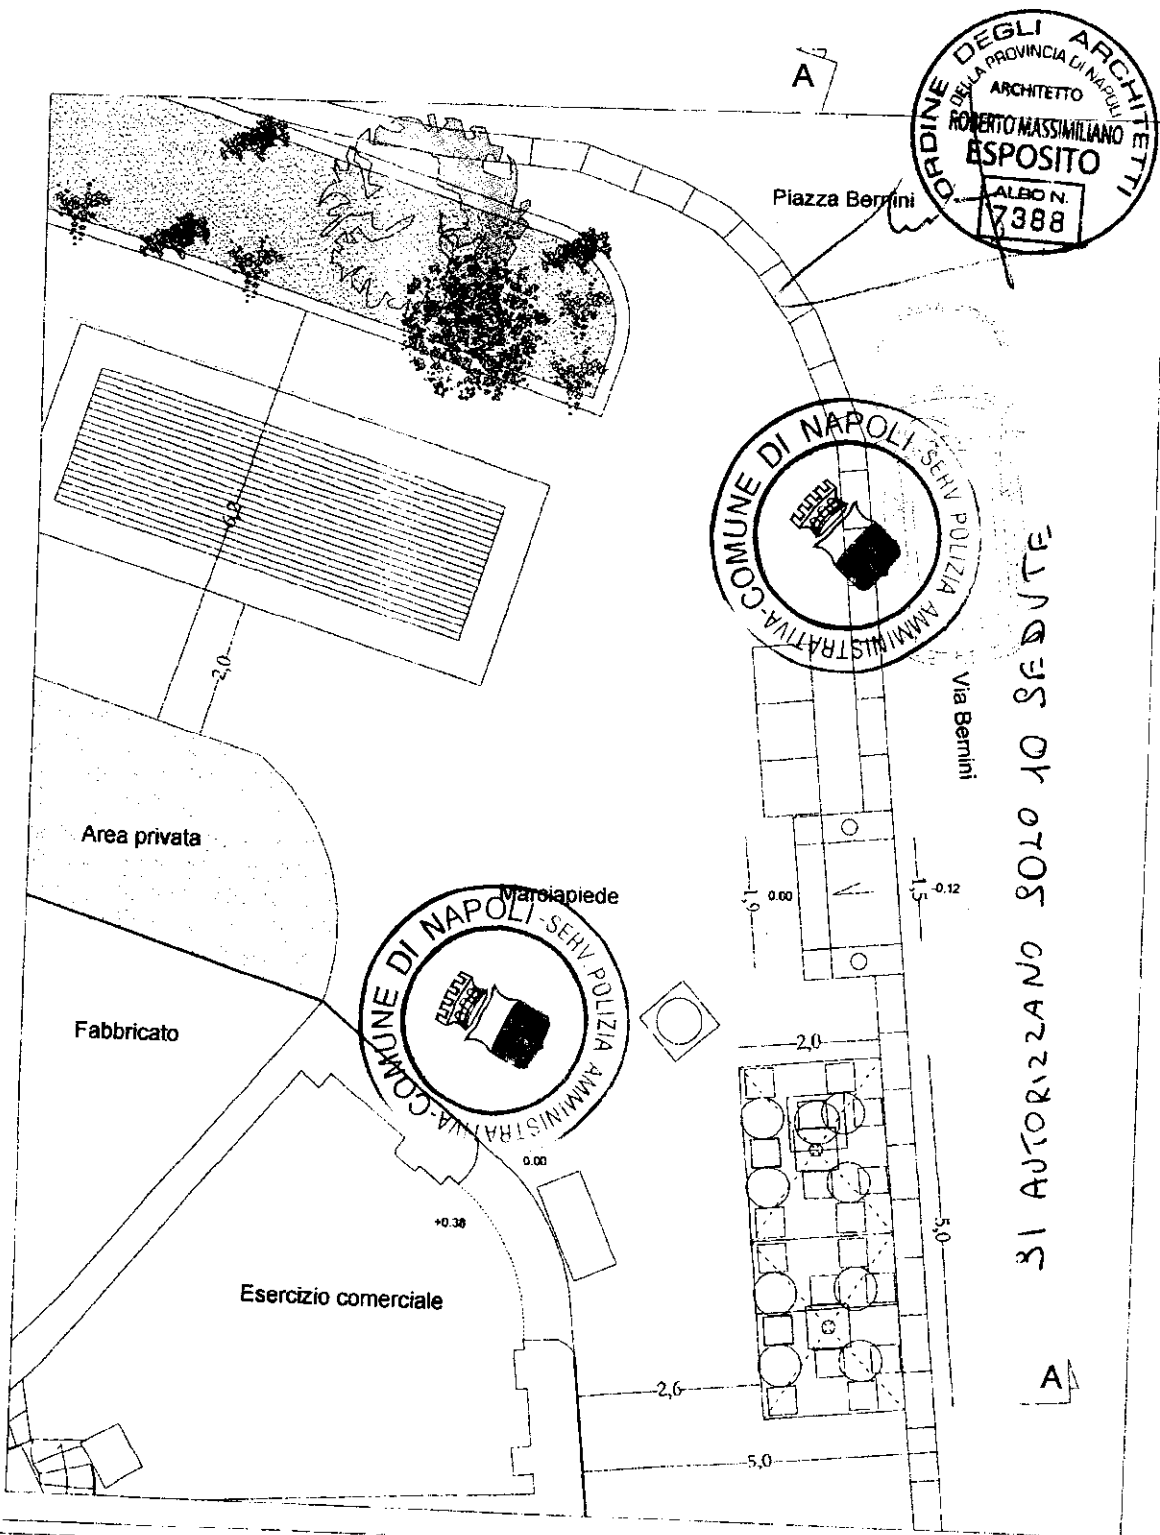 A
ORDINE DEGLI ARCHITETTI
DELLA PROVINCIA DI NAPOLI
ARCHITETTO
ROBERTO MASSIMILIANO
ESPOSITO
ALBO N.
7388
Piazza Bernini
COMUNE DI NAPOLI - SERV. POLIZIA AMMINISTRATIVA -
Via Bernini
SI AUTORIZZANO SOLO 10 SEDUTE
2,0
Area privata
1,9
0.00
1,5
-0.12
Marciapiede
COMUNE DI NAPOLI - SERV. POLIZIA AMMINISTRATIVA -
Fabbricato
2,0
0.00
+0.38
5,0
Esercizio comerciale
2,6
A
5,0